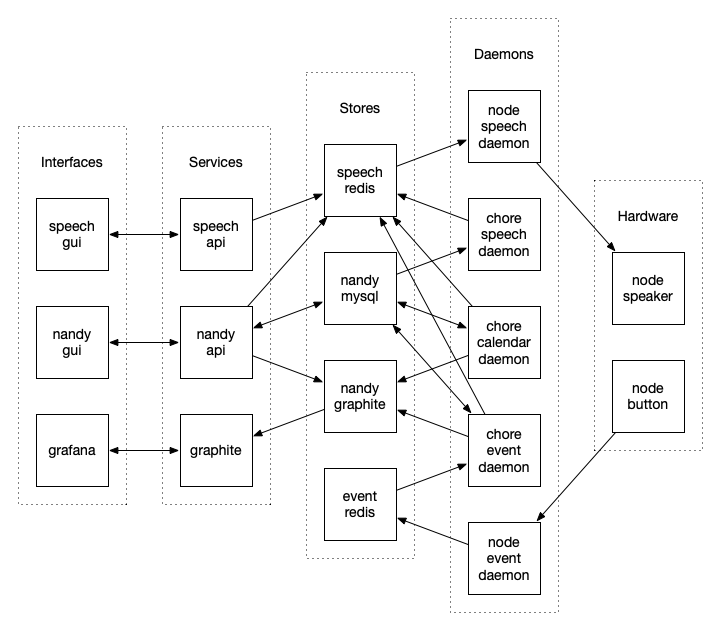 Interfaces
speech
gui
nandy
gui
grafana
Services
speech
api
nandy
api
graphite
Stores
speech
redis
nandy
mysql
nandy
graphite
event
redis
Daemons
node
speech
daemon
chore
speech
daemon
chore
calendar
daemon
chore
event
daemon
node
event
daemon
Hardware
node
speaker
node
button